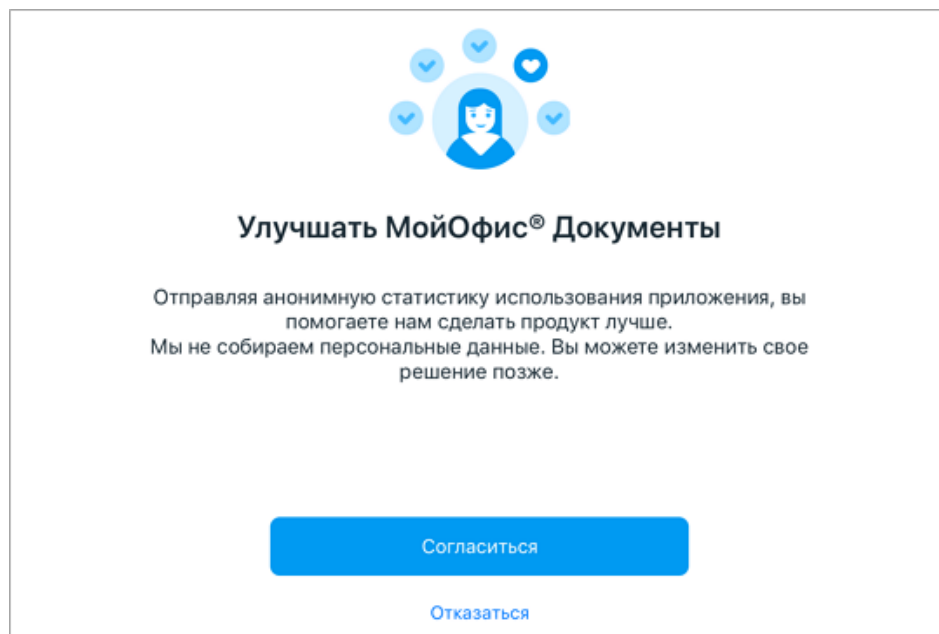 Улучшать МойОфис® Документы
Отправляя анонимную статистику использования приложения, вы
помогаете нам сделать продукт лучше.
Мы не собираем персональные данные. Вы можете изменить свое
решение позже.
Согласиться
Отказаться